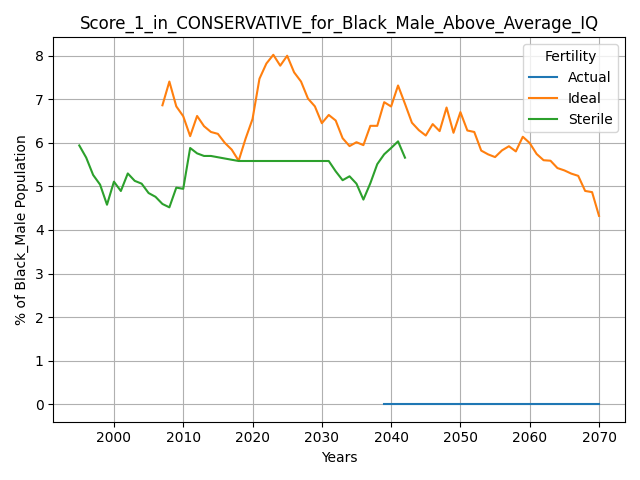 Score_1_in_CONSERVATIVE_for_Black_Male_Above_Average_IQ
Fertility
Actual
Ideal
Sterile
% of Black_Male Population
8
7
6
5
4
3
2
1
0
2000 2010 2020 2030 2040 2050 2060 2070
Years